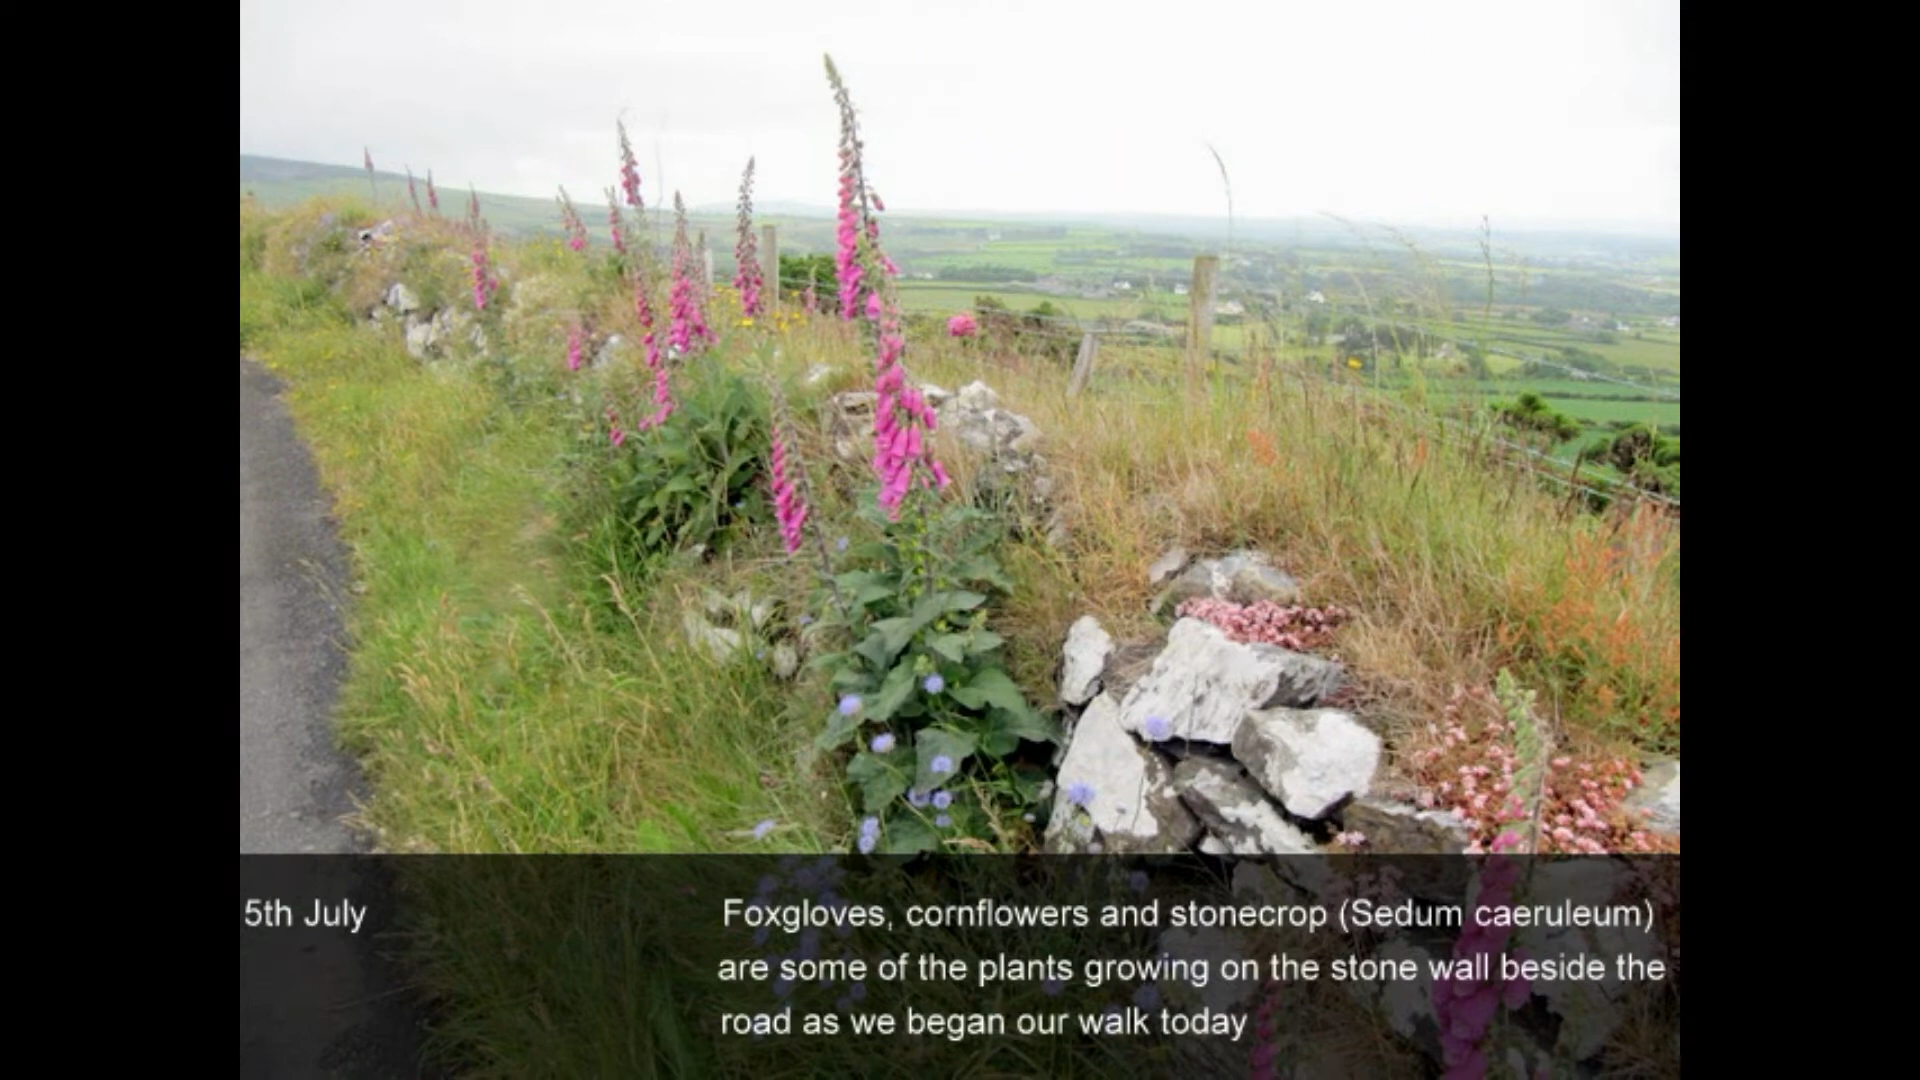 5th July
Foxgloves, cornflowers and stonecrop (Sedum caeruleum)
are some of the plants growing on the stone wall beside the
road as we began our walk today